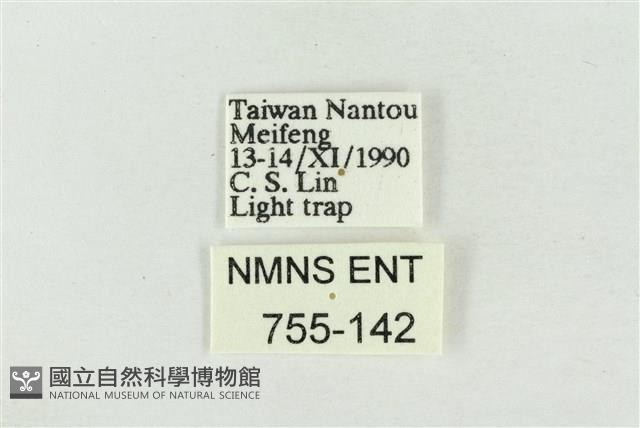 Taiwan Nantou
Meifeng
13-14/XI/1990
C. S. Lin
Light trap
NMNS ENT
755-142
國立自然科學博物館
NATIONAL MUSEUM OF NATURAL SCIENCE